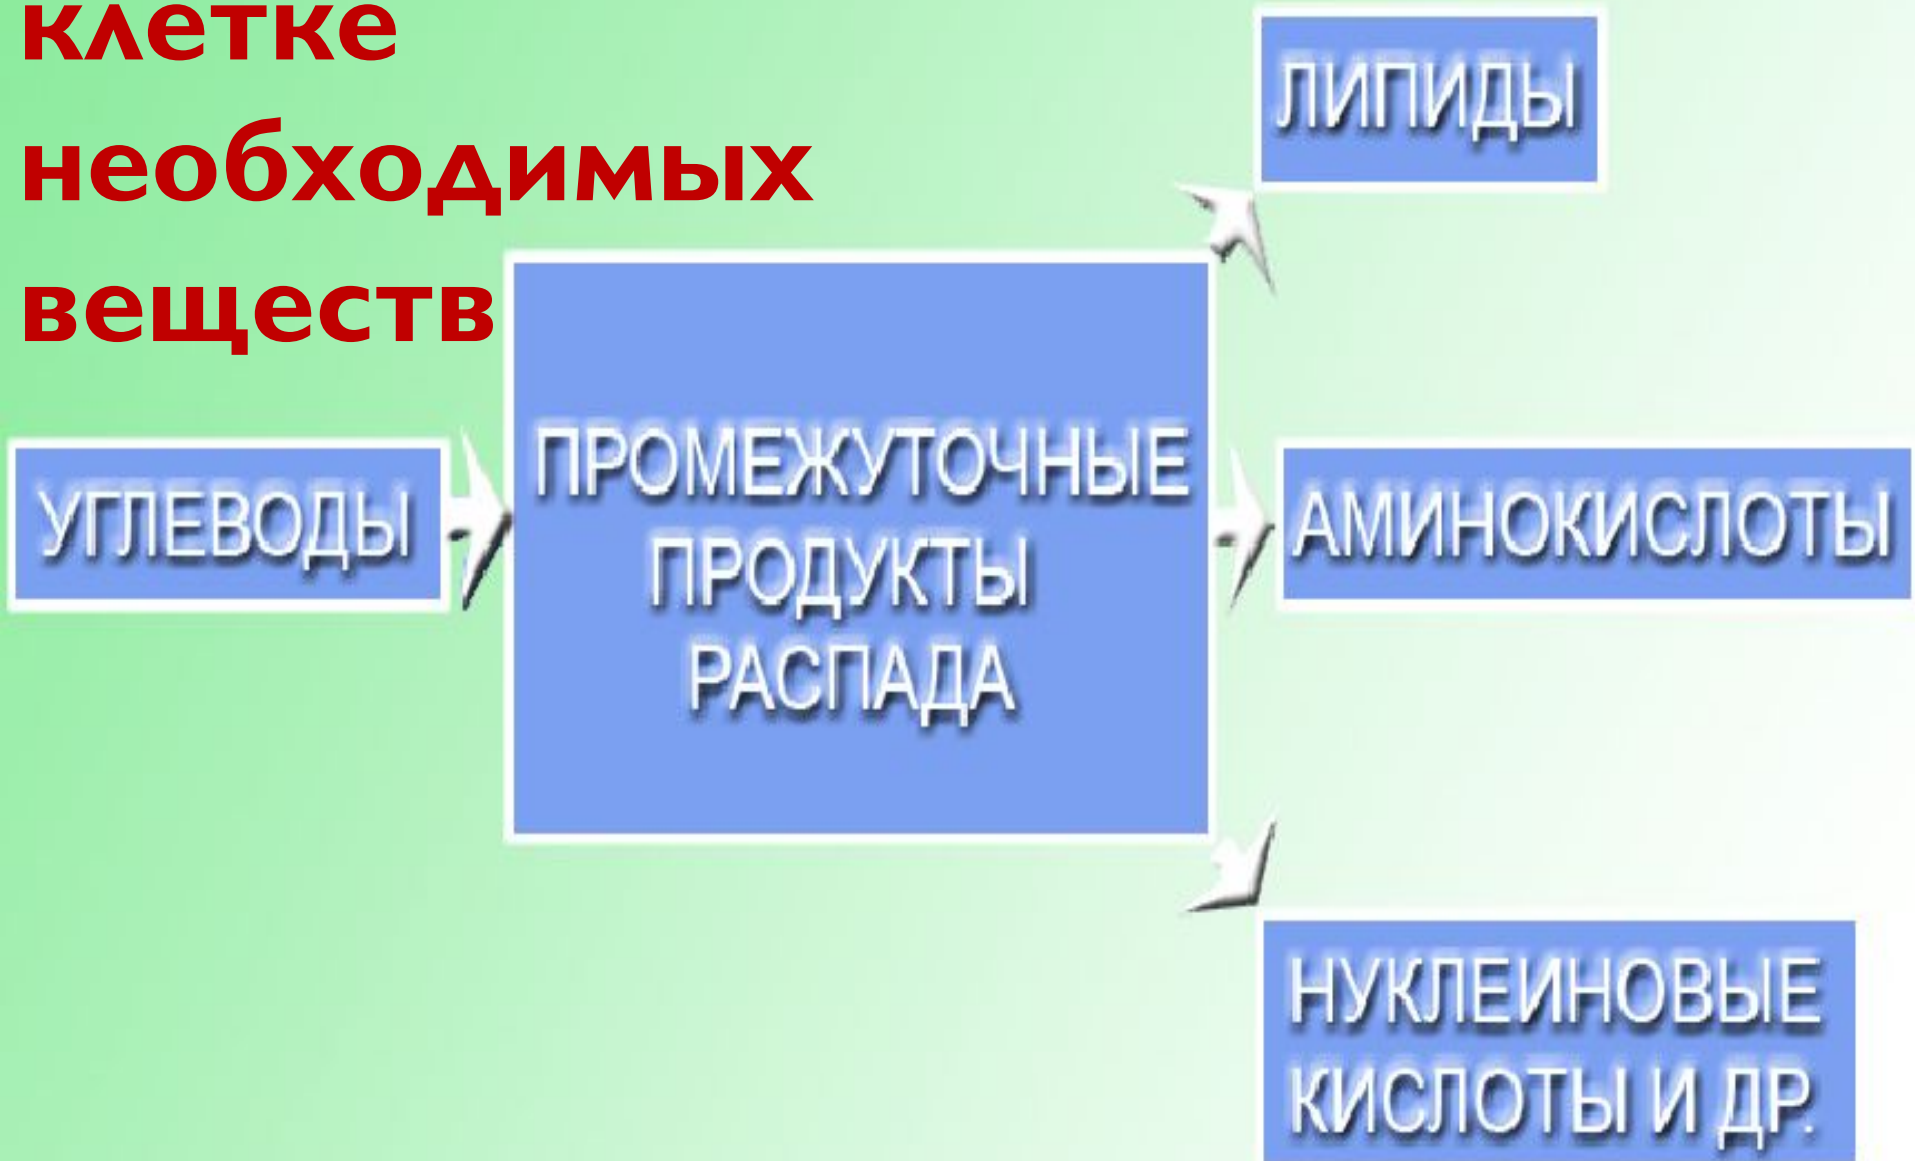 клетке
необходимых
веществ
ЛИПИДЫ
УГЛЕВОДЫ
ПРОМЕЖУТОЧНЫЕ
ПРОДУКТЫ
РАСПАДА
АМИНОКИСЛОТЫ
НУКЛЕИНОВЫЕ
КИСЛОТЫ И ДР.